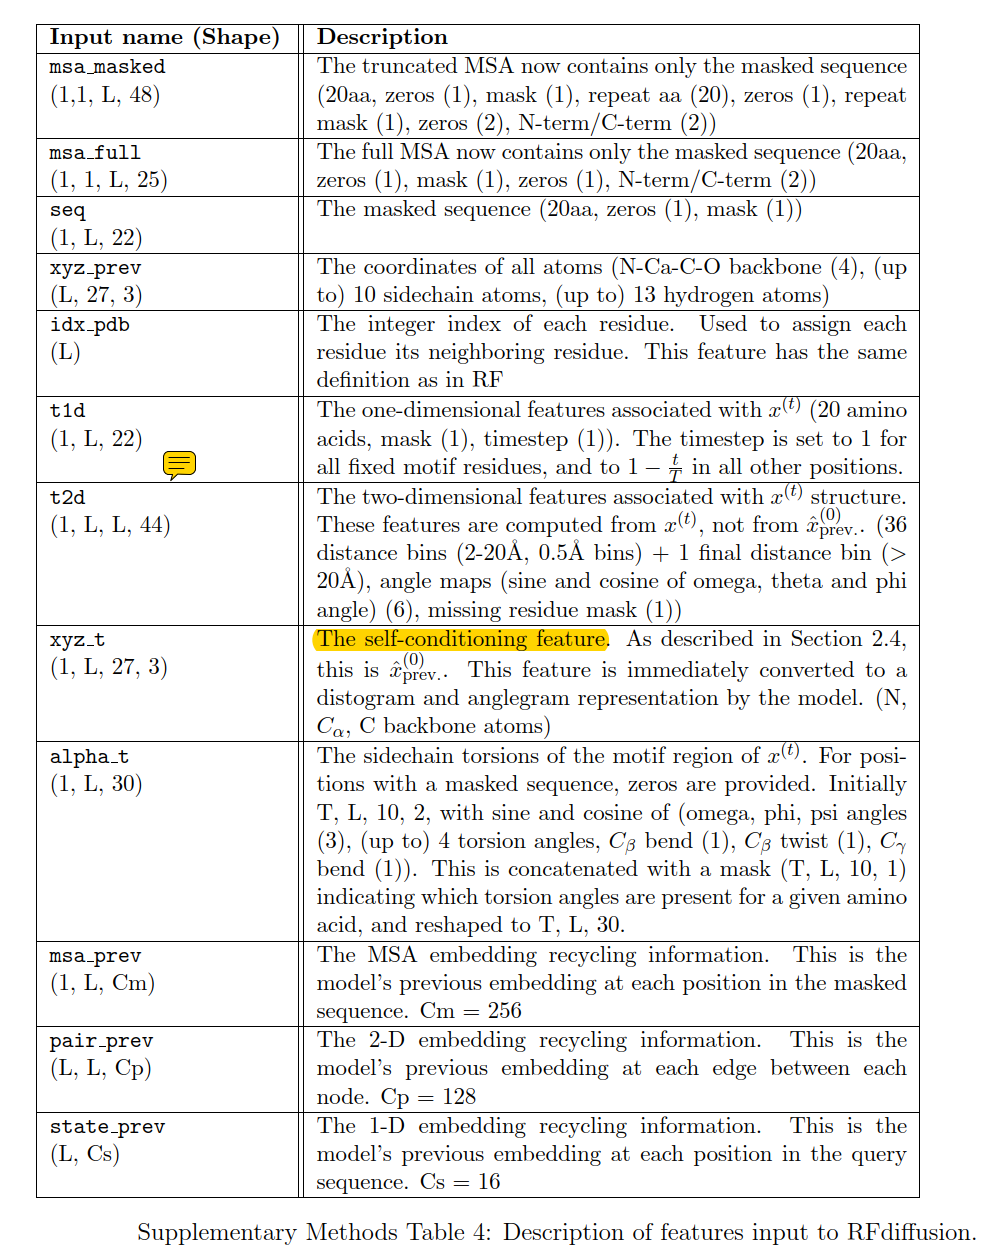 Input name (Shape) Description
msa_masked The truncated MSA now contains only the masked sequence
(1,1, L, 48) (20aa, zeros (1), mask (1), repeat aa (20), zeros (1), repeat
mask (1), zeros (2), N-term/C-term (2))
msa_full The full MSA now contains only the masked sequence (20aa,
(1, 1, L, 25) zeros (1), mask (1), zeros (1), N-term/C-term (2))
seq The masked sequence (20aa, zeros (1), mask (1))
(1, L, 22)
xyz_prev The coordinates of all atoms (N-Ca-C-O backbone (4), (up
(L, 27, 3) to) 10 sidechain atoms, (up to) 13 hydrogen atoms)
idx_pdb The integer index of each residue. Used to assign each
(L) residue its neighboring residue. This feature has the same
definition as in RF
t1d The one-dimensional features associated with x^(t) (20 amino
(1, L, 22) acids, mask (1), timestep (1)). The timestep is set to 1 for
all fixed motif residues, and to 1 − t/T in all other positions.
t2d The two-dimensional features associated with x^(t) structure.
(1, L, L, 44) These features are computed from x^(t), not from x̂^(0)_prev.. (36
distance bins (2-20Å, 0.5Å bins) + 1 final distance bin (>
20Å), angle maps (sine and cosine of omega, theta and phi
angle) (6), missing residue mask (1))
xyz_t The self-conditioning feature. As described in Section 2.4,
(1, L, 27, 3) this is x̂^(0)_prev.. This feature is immediately converted to a
distogram and anglegram representation by the model. (N,
Cα, C backbone atoms)
alpha_t The sidechain torsions of the motif region of x^(t). For posi-
(1, L, 30) tions with a masked sequence, zeros are provided. Initially
T, L, 10, 2, with sine and cosine of (omega, phi, psi angles
(3), (up to) 4 torsion angles, Cβ bend (1), Cβ twist (1), Cγ
bend (1)). This is concatenated with a mask (T, L, 10, 1)
indicating which torsion angles are present for a given amino
acid, and reshaped to T, L, 30.
msa_prev The MSA embedding recycling information. This is the
(1, L, Cm) model's previous embedding at each position in the masked
sequence. Cm = 256
pair_prev The 2-D embedding recycling information. This is the
(L, L, Cp) model's previous embedding at each edge between each
node. Cp = 128
state_prev The 1-D embedding recycling information. This is the
(L, Cs) model's previous embedding at each position in the query
sequence. Cs = 16
Supplementary Methods Table 4: Description of features input to RFdiffusion.